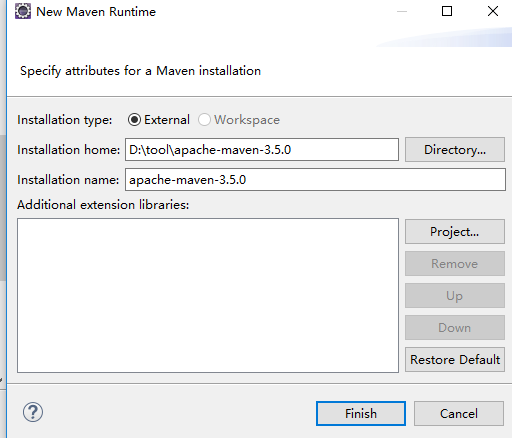 New Maven Runtime
Specify attributes for a Maven installation
Installation type: External Workspace
Installation home: D:\tool\apache-maven-3.5.0 Directory...
Installation name: apache-maven-3.5.0
Additional extension libraries:
Project...
Remove
Up
Down
Restore Default
? Finish Cancel